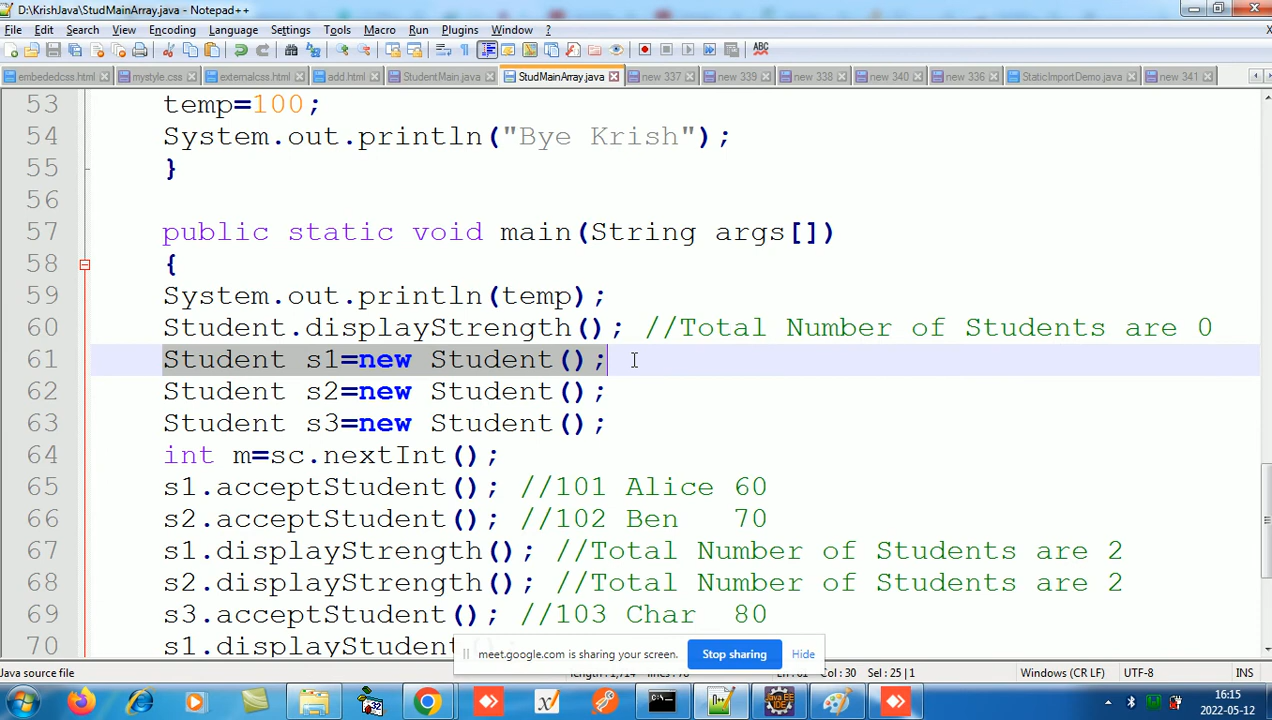 D:\KrishJava\StudMainArray.java - Notepad++
File Edit Search View Encoding Language Settings Tools Macro Run Plugins Window ?
embededcss.html mystyle.css externalcss.html add.html StudentMain.java StudMainArray.java new 337 new 339 new 338 new 340 new 336 StaticImportDemo.java new 341
53 temp=100;
54 System.out.println("Bye Krish");
55 }
56
57 public static void main(String args[])
58 {
59 System.out.println(temp);
60 Student.displayStrength(); //Total Number of Students are 0
61 Student s1=new Student();
62 Student s2=new Student();
63 Student s3=new Student();
64 int m=sc.nextInt();
65 s1.acceptStudent(); //101 Alice 60
66 s2.acceptStudent(); //102 Ben 70
67 s1.displayStrength(); //Total Number of Students are 2
68 s2.displayStrength(); //Total Number of Students are 2
69 s3.acceptStudent(); //103 Char 80
70 s1.displayStudent
meet.google.com is sharing your screen. Stop sharing Hide
Java source file Col : 30 Sel : 25 | 1 Windows (CR LF) UTF-8 INS
16:15
2022-05-12